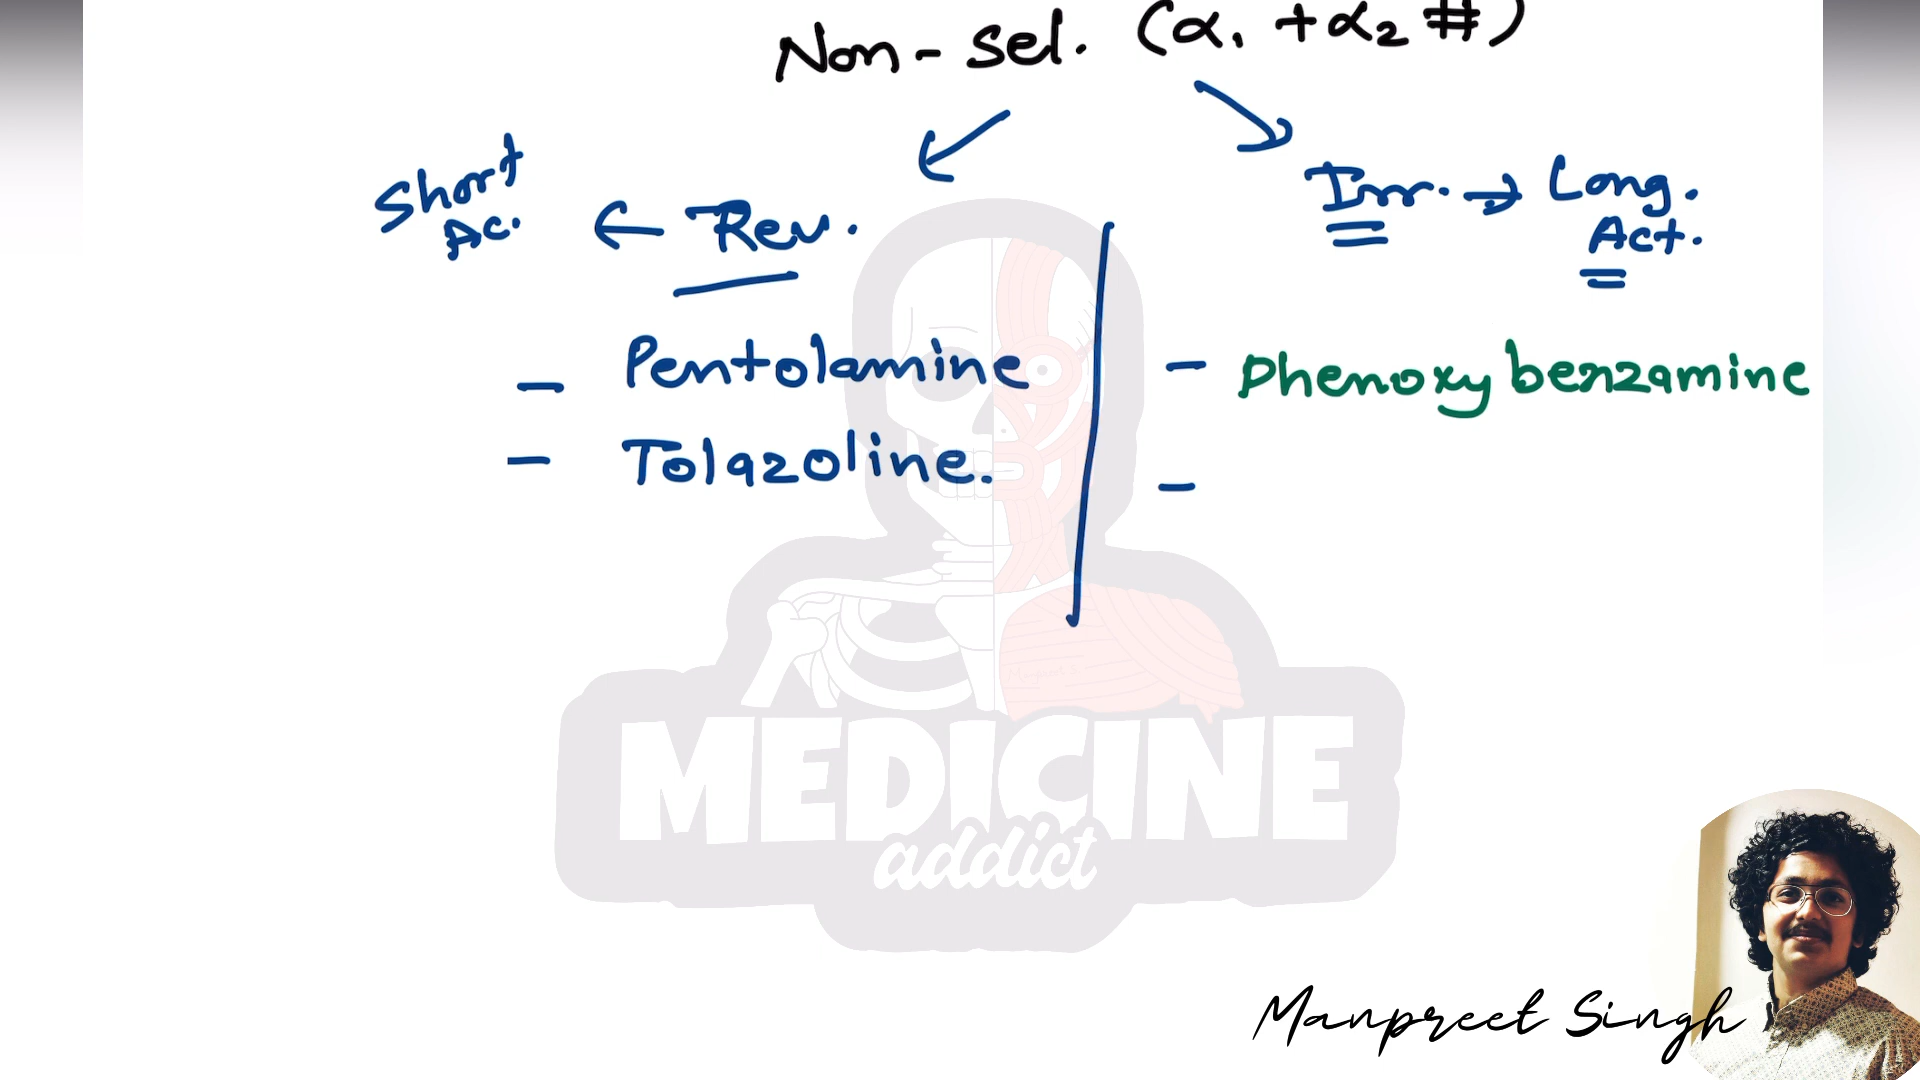 Non-Sel. (α₁ +α₂ #)
Short
Ac. ← Rev.
Irr. → Long.
Act.
- Pentolamine
- Tolazoline.
- Phenoxybenzamine
-
MEDICINE
addict
Manpreet Singh